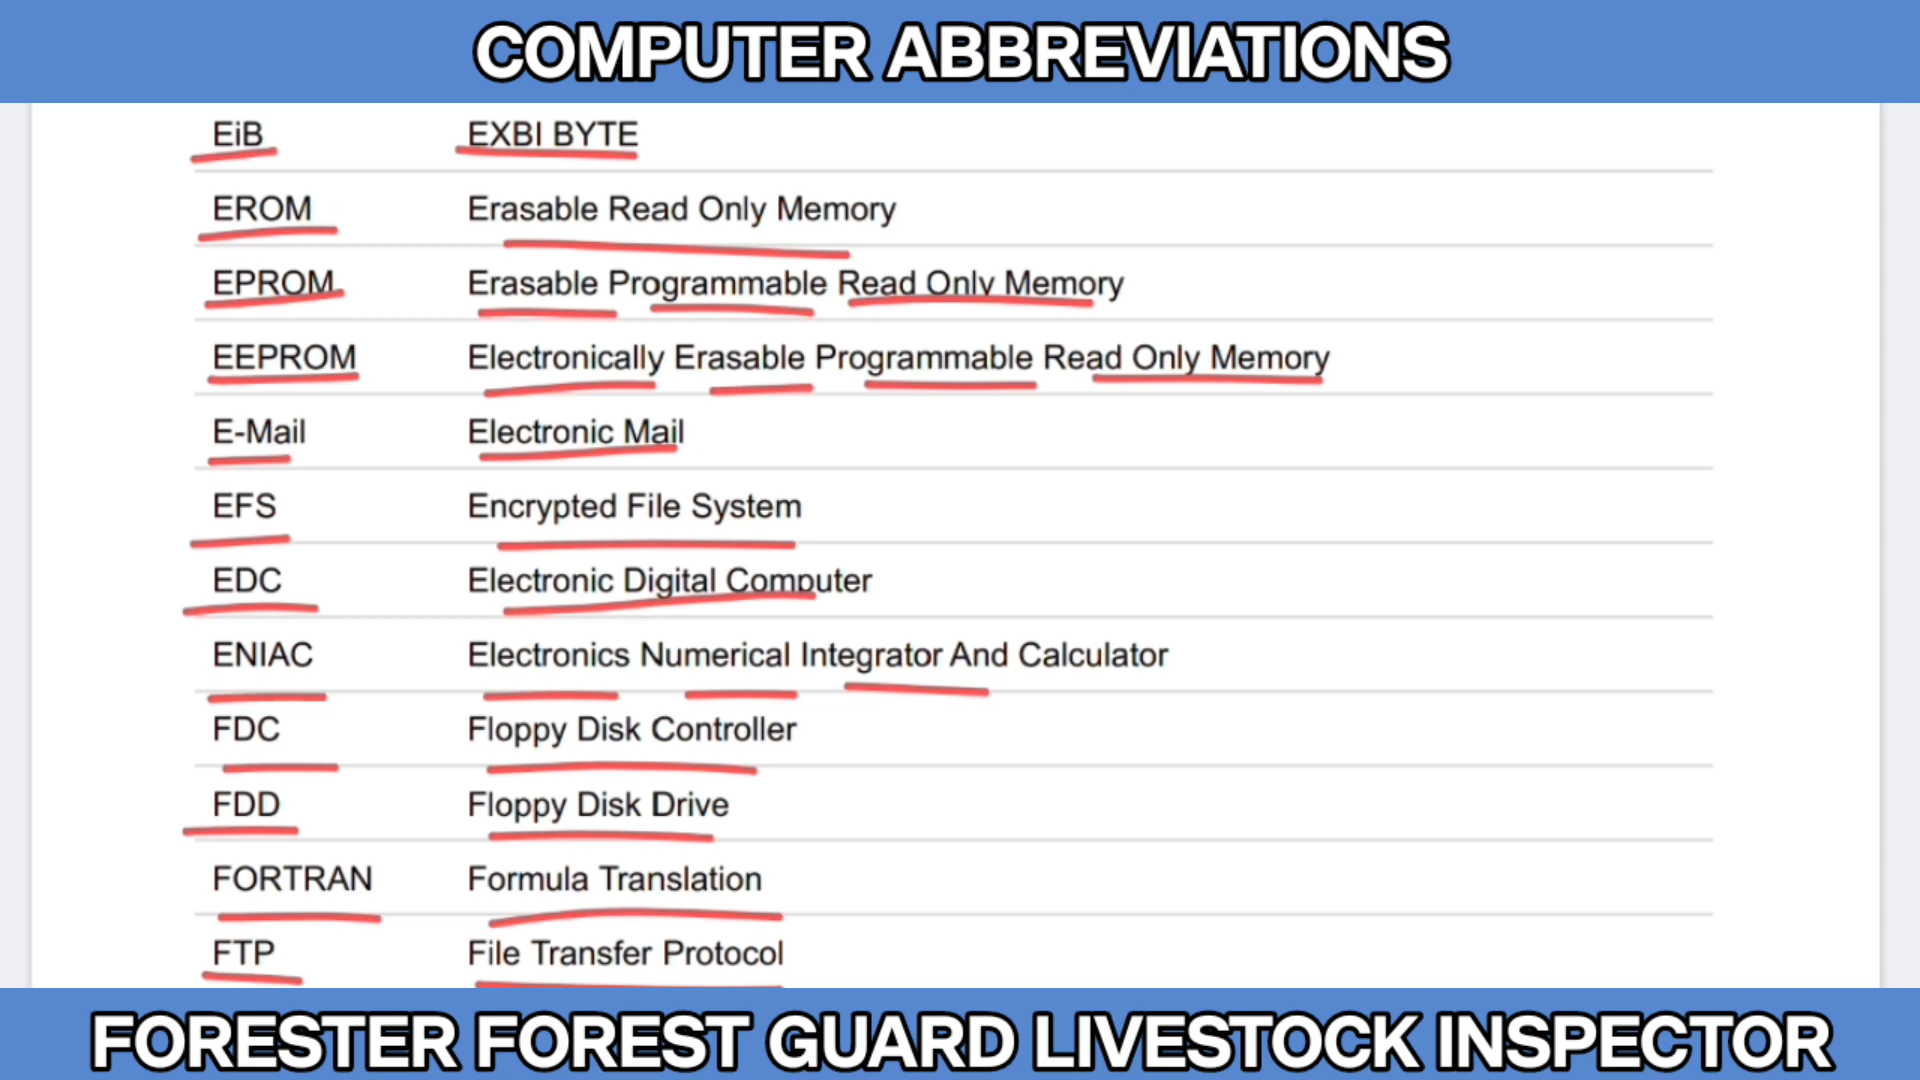 COMPUTER ABBREVIATIONS
EiB EXBI BYTE
EROM Erasable Read Only Memory
EPROM Erasable Programmable Read Only Memory
EEPROM Electronically Erasable Programmable Read Only Memory
E-Mail Electronic Mail
EFS Encrypted File System
EDC Electronic Digital Computer
ENIAC Electronics Numerical Integrator And Calculator
FDC Floppy Disk Controller
FDD Floppy Disk Drive
FORTRAN Formula Translation
FTP File Transfer Protocol
FORESTER FOREST GUARD LIVESTOCK INSPECTOR